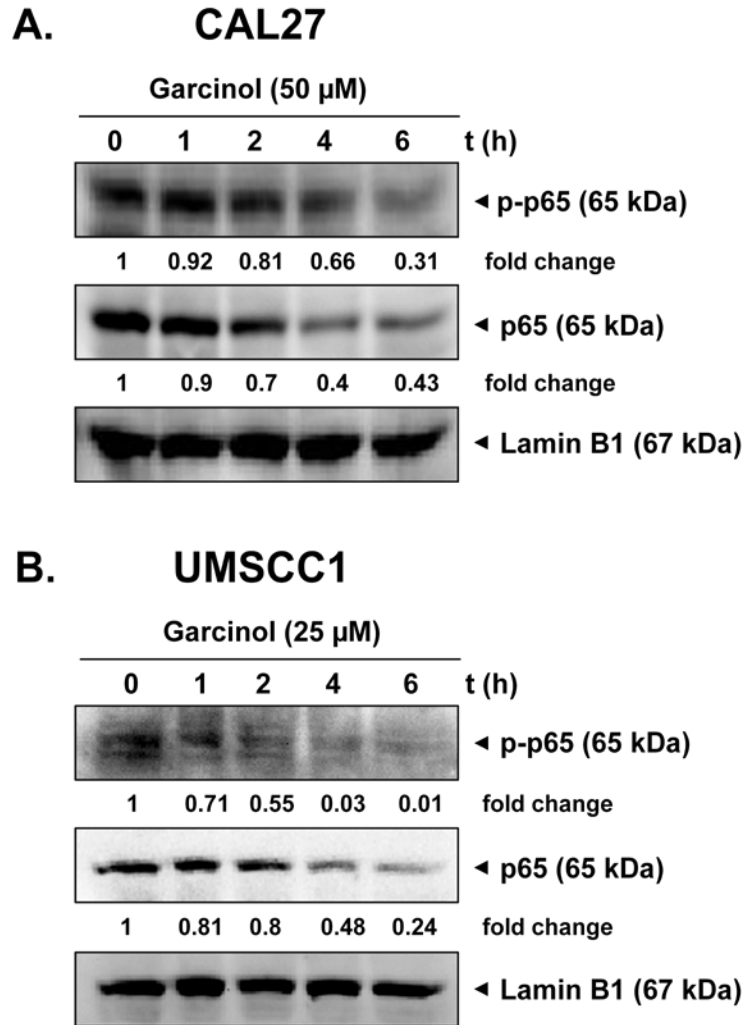 A. CAL27
Garcinol (50 µM)
0 1 2 4 6 t (h)
◄ p-p65 (65 kDa)
1 0.92 0.81 0.66 0.31 fold change
◄ p65 (65 kDa)
1 0.9 0.7 0.4 0.43 fold change
◄ Lamin B1 (67 kDa)
B. UMSCC1
Garcinol (25 µM)
0 1 2 4 6 t (h)
◄ p-p65 (65 kDa)
1 0.71 0.55 0.03 0.01 fold change
◄ p65 (65 kDa)
1 0.81 0.8 0.48 0.24 fold change
◄ Lamin B1 (67 kDa)